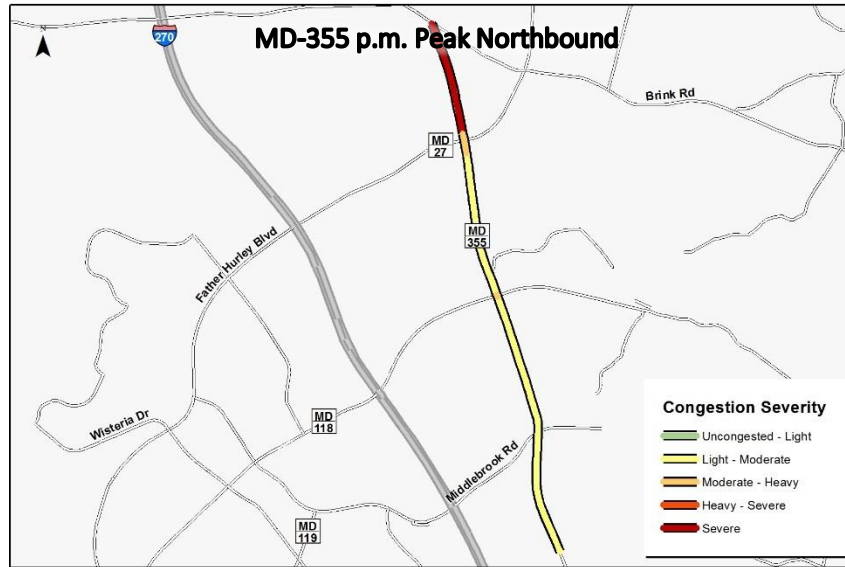 MD-355 p.m. Peak Northbound
N
270
Brink Rd
MD
27
MD
355
Father Hurley Blvd
Wisteria Dr
MD
118
Middlebrook Rd
MD
119
Congestion Severity
Uncongested - Light
Light - Moderate
Moderate - Heavy
Heavy - Severe
Severe